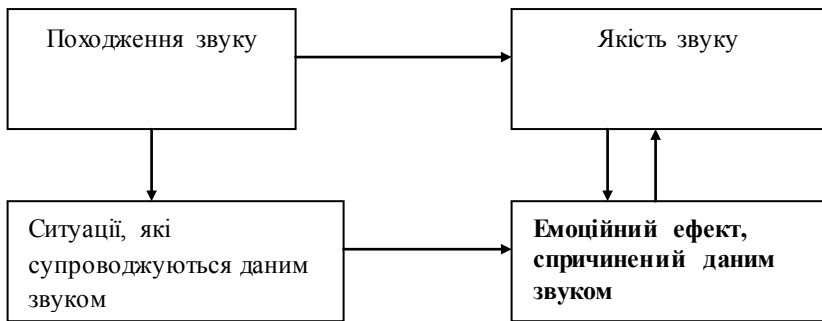 Походження звуку
Якість звуку
Ситуації, які
супроводжуються даним
звуком
Емоційний ефект,
спричинений даним
звуком